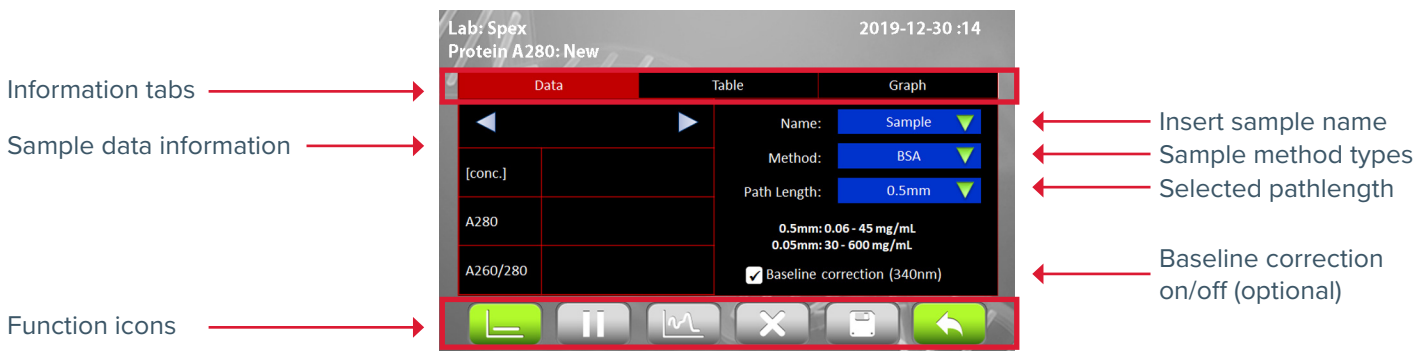 Lab: Spex
2019-12-30 :14
Protein A280: New
Information tabs
Data
Table
Graph
Sample data information
Name:
Sample
Insert sample name
Method:
BSA
Sample method types
[conc.]
Path Length:
0.5mm
Selected pathlength
A280
0.5mm: 0.06 - 45 mg/mL
0.05mm: 30 - 600 mg/mL
A260/280
Baseline correction (340nm)
Baseline correction
on/off (optional)
Function icons